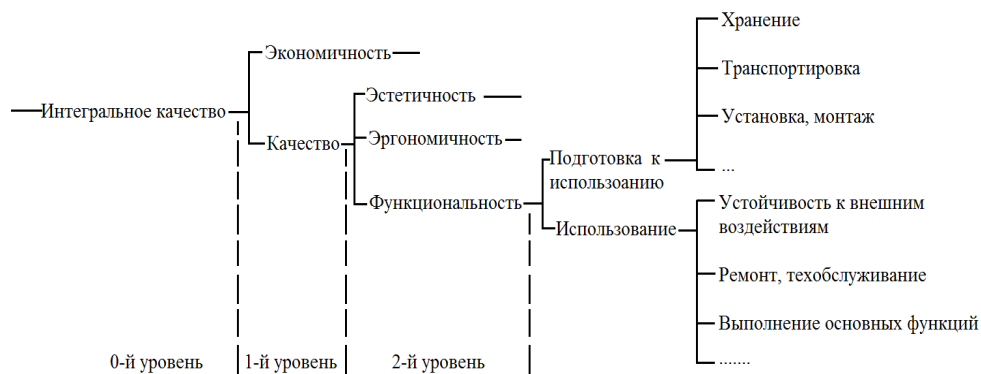 Хранение
Экономичность
Транспортировка
Эстетичность
Интегральное качество
Установка, монтаж
Качество
Эргономичность
Подготовка к
использоанию
...
Функциональность
Устойчивость к внешним
воздействиям
Использование
Ремонт, техобслуживание
Выполнение основных функций
.......
0-й уровень
1-й уровень
2-й уровень